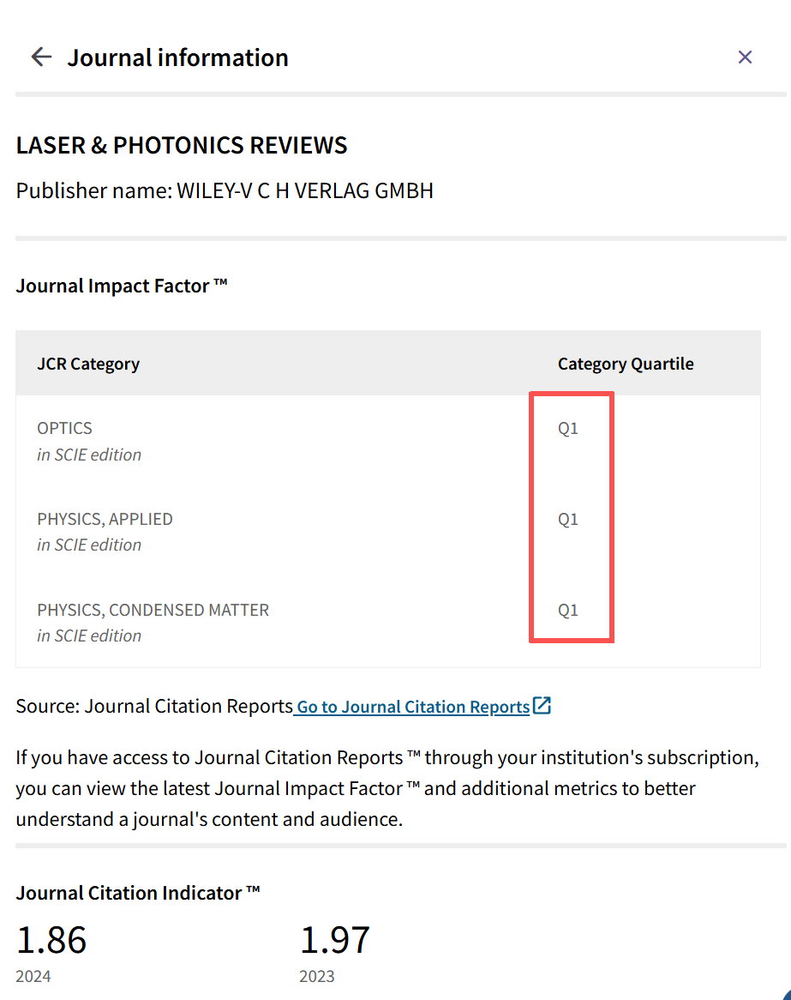 Journal information
LASER & PHOTONICS REVIEWS
Publisher name: WILEY-V C H VERLAG GMBH
Journal Impact Factor ™
JCR Category Category Quartile
OPTICS Q1
in SCIE edition
PHYSICS, APPLIED Q1
in SCIE edition
PHYSICS, CONDENSED MATTER Q1
in SCIE edition
Source: Journal Citation Reports Go to Journal Citation Reports
If you have access to Journal Citation Reports ™ through your institution's subscription,
you can view the latest Journal Impact Factor ™ and additional metrics to better
understand a journal's content and audience.
Journal Citation Indicator ™
1.86 1.97
2024 2023